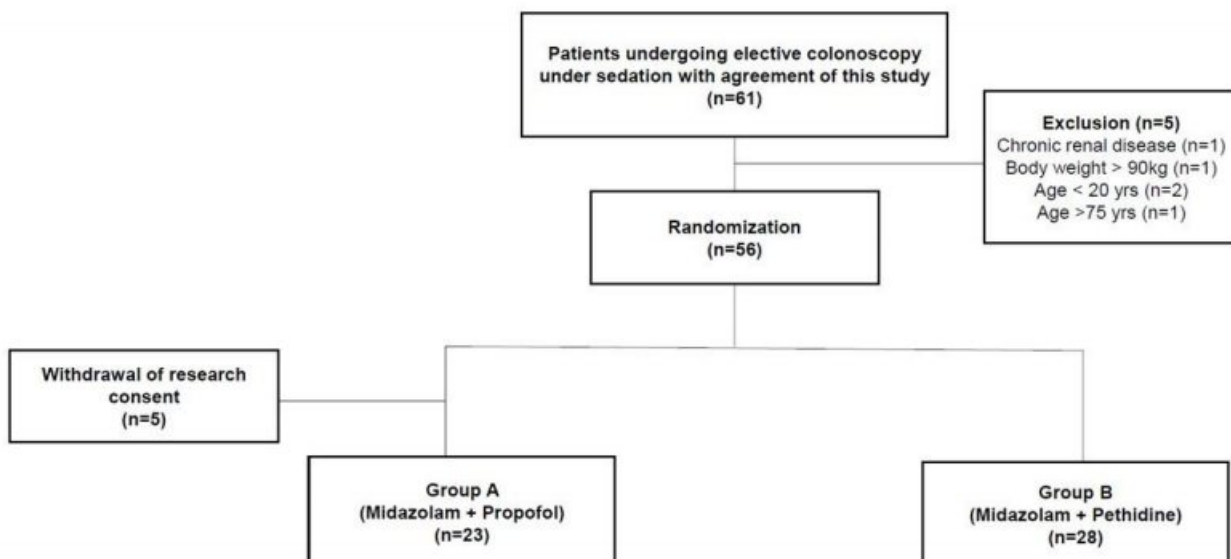 Patients undergoing elective colonoscopy
under sedation with agreement of this study
(n=61)
Exclusion (n=5)
Chronic renal disease (n=1)
Body weight > 90kg (n=1)
Age < 20 yrs (n=2)
Age >75 yrs (n=1)
Randomization
(n=56)
Withdrawal of research
consent
(n=5)
Group A
(Midazolam + Propofol)
(n=23)
Group B
(Midazolam + Pethidine)
(n=28)